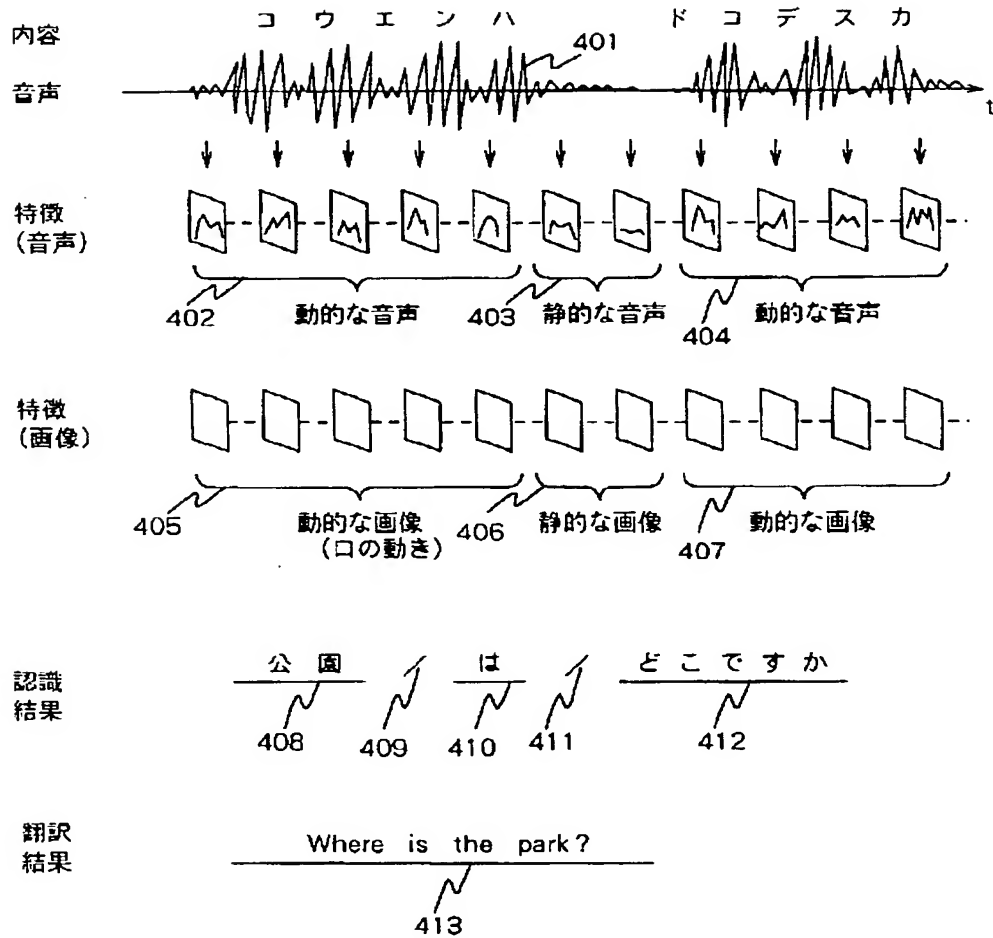 内容 コ ウ エ ン ハ ド コ デ ス カ
401
音声
t
特徴
(音声)
402 動的な音声 403 静的な音声 404 動的な音声
特徴
(画像)
405 動的な画像 406 静的な画像 407 動的な画像
(口の動き)
認識
結果
公園 / は / どこですか
408 409 410 411 412
翻訳
結果
Where is the park?
413